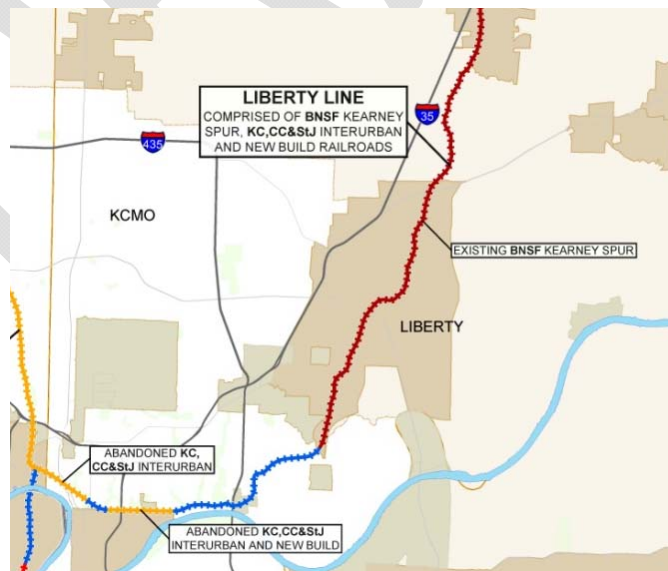 LIBERTY LINE
COMPRISED OF BNSF KEARNEY
SPUR, KC,CC&StJ INTERURBAN
AND NEW BUILD RAILROADS
35
435
KCMO
EXISTING BNSF KEARNEY SPUR
LIBERTY
ABANDONED KC,
CC&StJ INTERURBAN
ABANDONED KC,CC&StJ
INTERURBAN AND NEW BUILD